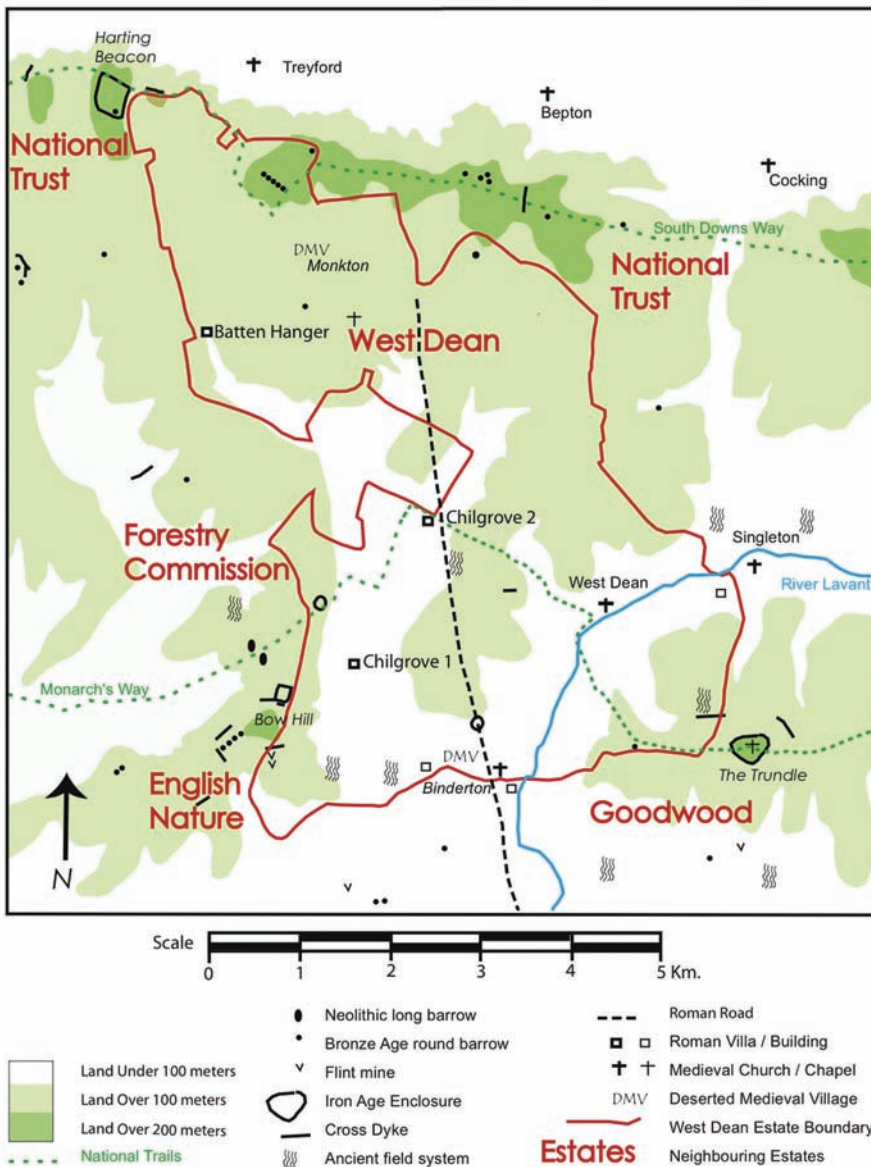 Harting
Beacon
Treyford
Bepton
National
Trust
Cocking
South Downs Way
DMV
Monkton
National
Trust
Batten Hanger
West Dean
Forestry
Commission
Chilgrove 2
Singleton
West Dean
River Lavant
Chilgrove 1
Monarch's Way
Bow Hill
DMV
The Trundle
English
Nature
Binderton
Goodwood
N
Scale
0 1 2 3 4 5 Km.
Land Under 100 meters
Land Over 100 meters
Land Over 200 meters
National Trails
Neolithic long barrow
Bronze Age round barrow
Flint mine
Iron Age Enclosure
Cross Dyke
Ancient field system
Roman Road
Roman Villa / Building
Medieval Church / Chapel
DMV Deserted Medieval Village
West Dean Estate Boundary
Estates Neighbouring Estates